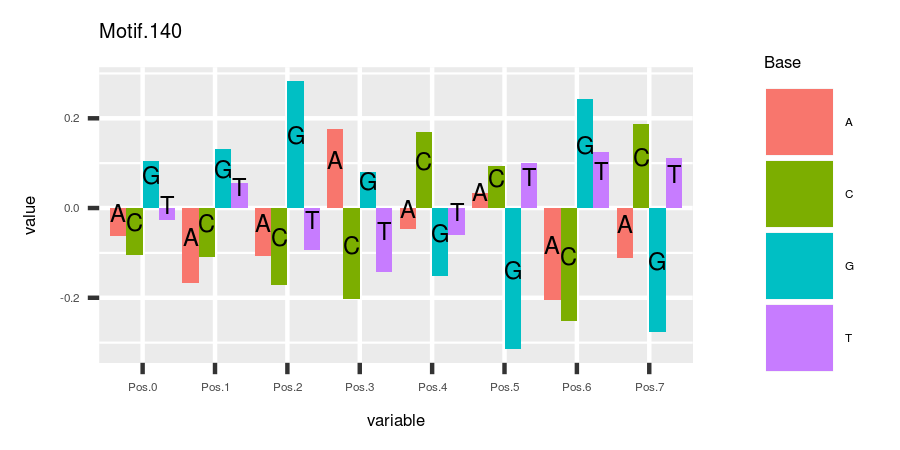 Motif.140
Base
A
C
G
T
value
0.2
0.0
-0.2
A C G T
A C G T
A C G T
A C G T
A C G T
A C G T
A C G T
A C G T
Pos.0 Pos.1 Pos.2 Pos.3 Pos.4 Pos.5 Pos.6 Pos.7
variable